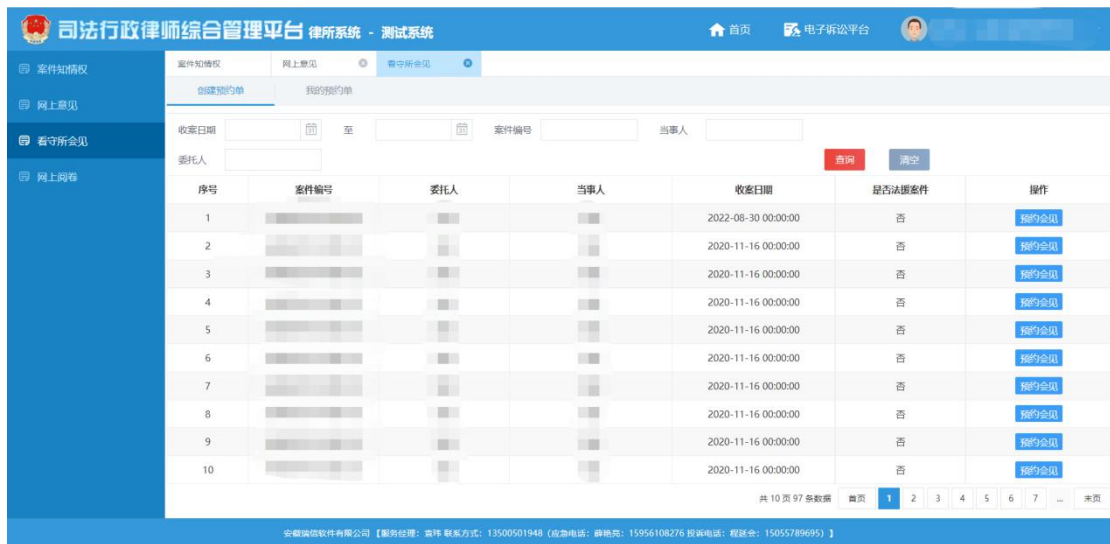 司法行政律师综合管理平台 律所系统 - 测试系统 首页 电子诉讼平台
案件知情权
网上意见
看守所会见
网上阅卷
案件知情权 网上意见 看守所会见
创建预约单 我的预约单
收案日期 至 案件编号 当事人
委托人 查询 清空
序号 案件编号 委托人 当事人 收案日期 是否法援案件 操作
1 2022-08-30 00:00:00 否 预约会见
2 2020-11-16 00:00:00 否 预约会见
3 2020-11-16 00:00:00 否 预约会见
4 2020-11-16 00:00:00 否 预约会见
5 2020-11-16 00:00:00 否 预约会见
6 2020-11-16 00:00:00 否 预约会见
7 2020-11-16 00:00:00 否 预约会见
8 2020-11-16 00:00:00 否 预约会见
9 2020-11-16 00:00:00 否 预约会见
10 2020-11-16 00:00:00 否 预约会见
共 10 页 97 条数据 首页 1 2 3 4 5 6 7 ... 末页
安徽瑞信软件有限公司 【服务经理：袁玮 联系方式：13500501948（应急电话：薛艳亮：15956108276 投诉电话：程廷会：15055789695）】